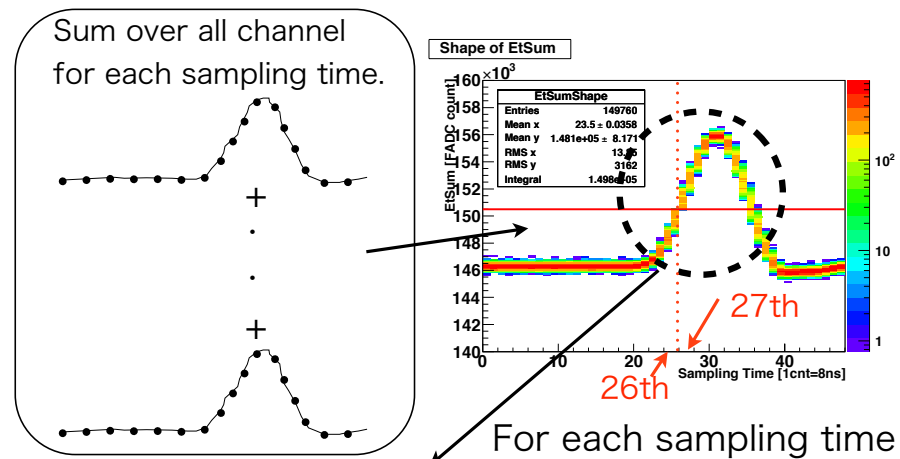 Sum over all channel
for each sampling time.
+
+
Shape of EtSum
×10³
EtSum [FADC count]
160
158
156
154
152
150
148
146
144
142
140
EtSumShape
Entries 149760
Mean x 23.5 ± 0.0358
Mean y 1.481e+05 ± 8.171
RMS x
RMS y 3162
Integral
10²
10
1
0 10 20 30 40
Sampling Time [1cnt=8ns]
27th
26th
For each sampling time